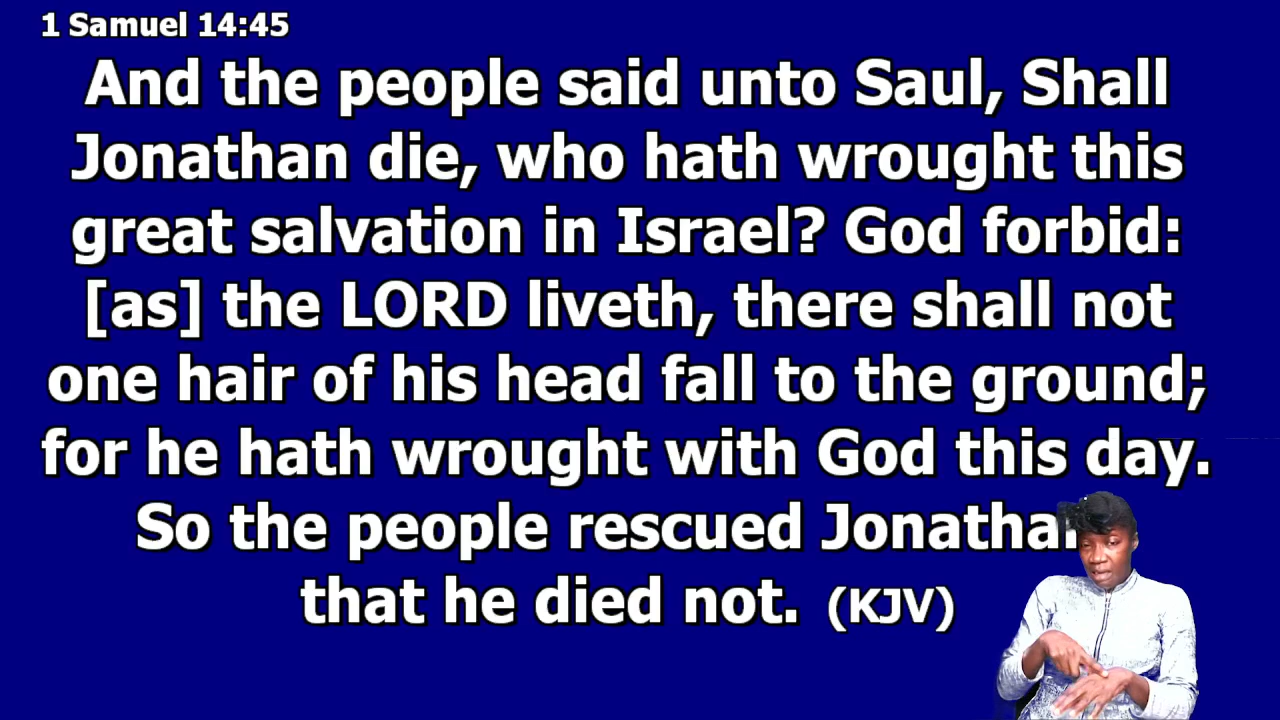 1 Samuel 14:45
And the people said unto Saul, Shall
Jonathan die, who hath wrought this
great salvation in Israel? God forbid:
[as] the LORD liveth, there shall not
one hair of his head fall to the ground;
for he hath wrought with God this day.
So the people rescued Jonathan
that he died not. (KJV)